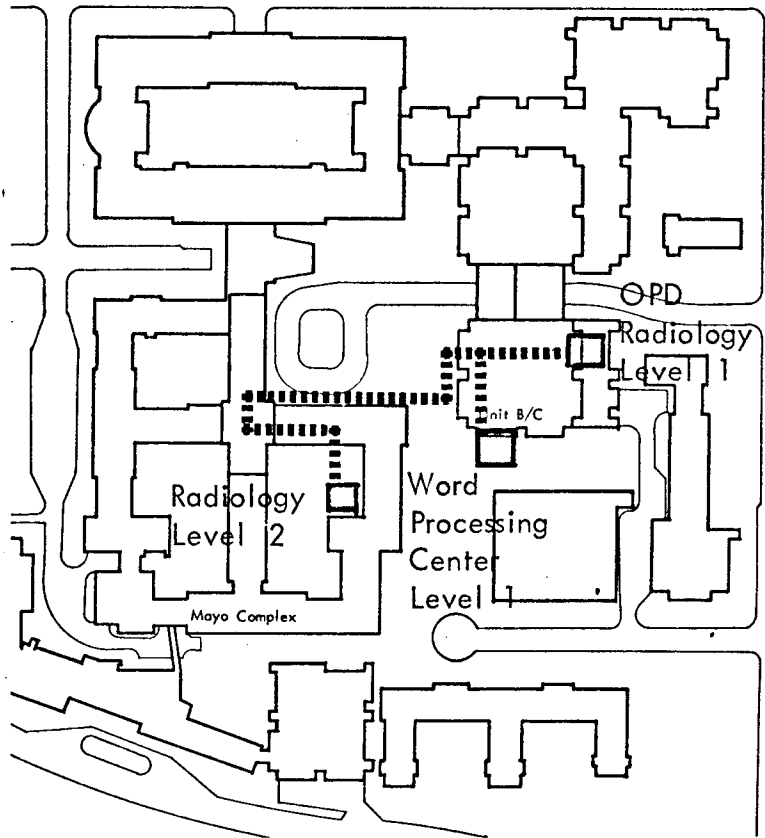 OPD
Radiology
Level 1
Unit B/C
Word
Processing
Center
Level 1
Radiology
Level 2
Mayo Complex